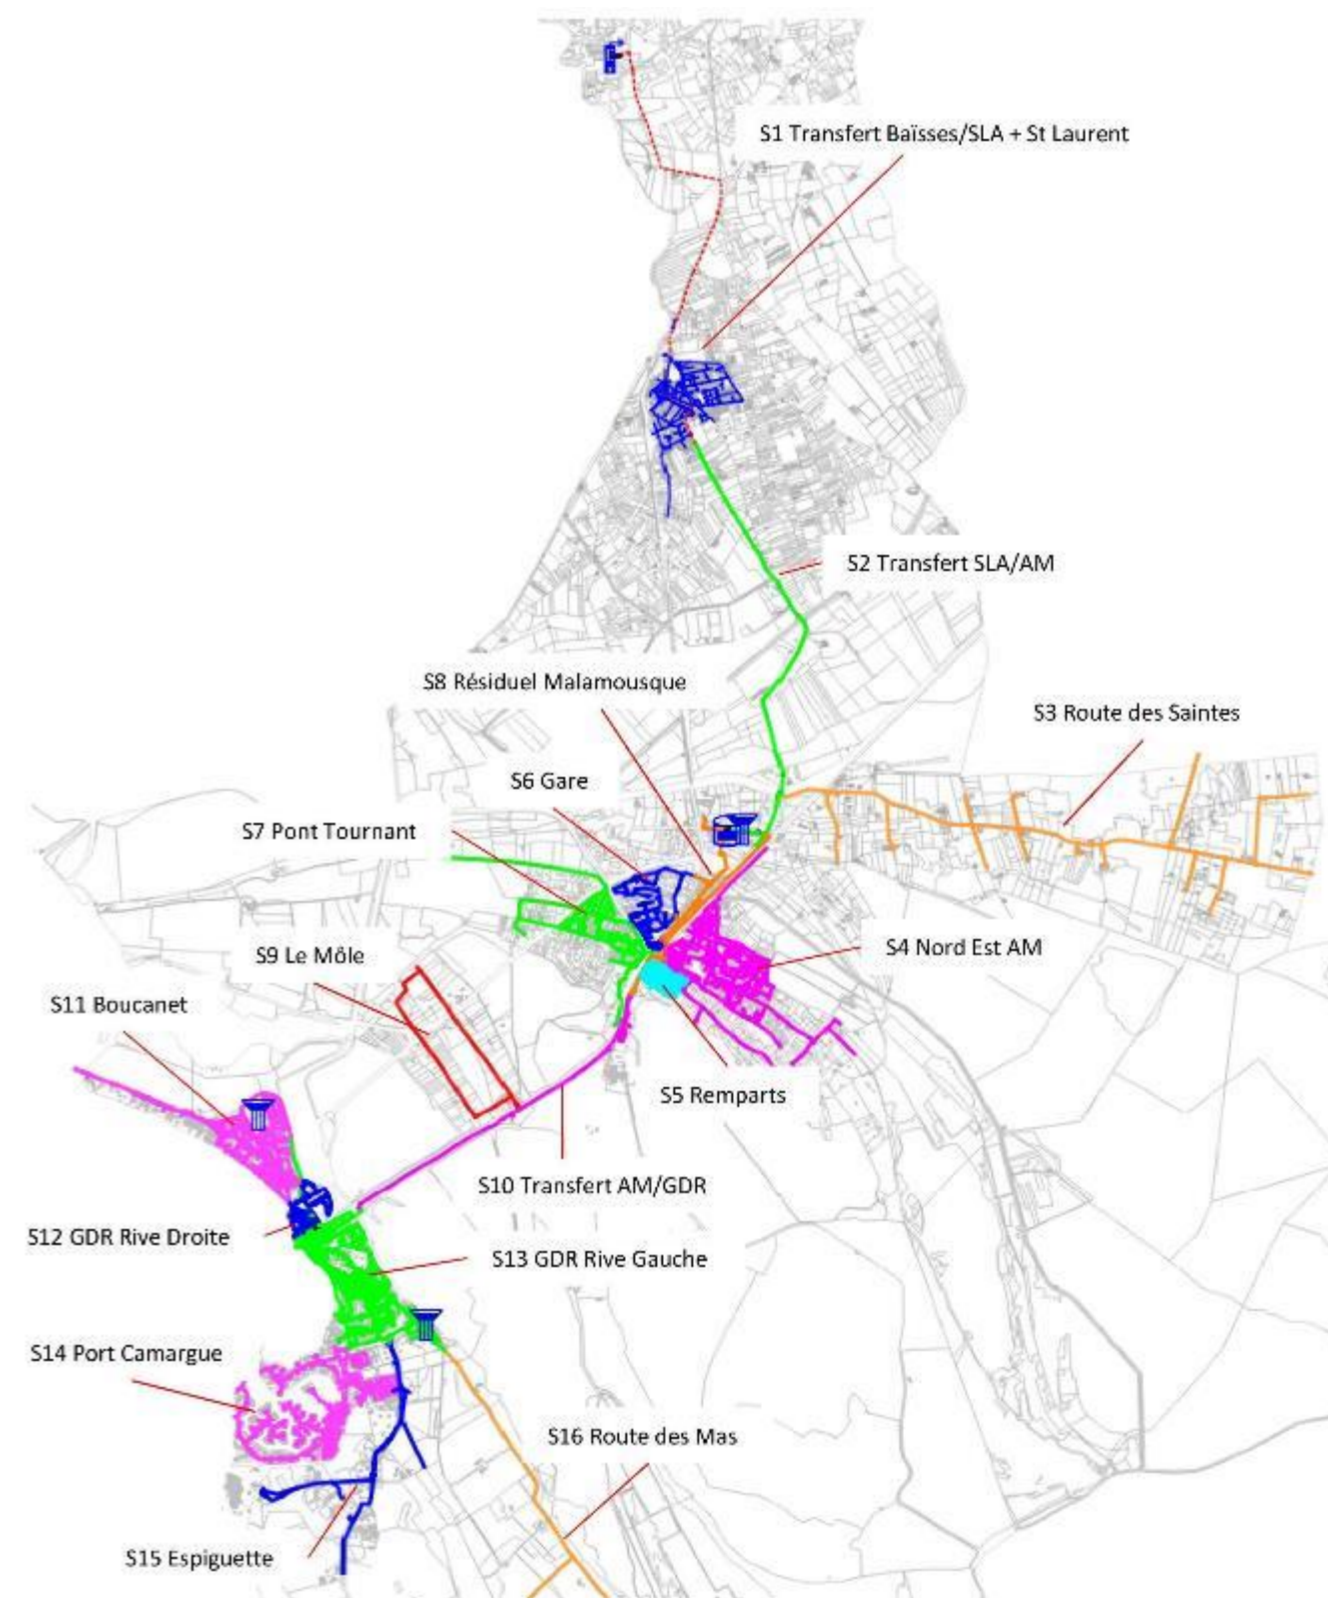 S1 Transfert Baïsses/SLA + St Laurent
S2 Transfert SLA/AM
S8 Résiduel Malamousque
S3 Route des Saintes
S6 Gare
S7 Pont Tournant
S4 Nord Est AM
S9 Le Môle
S11 Boucanet
S5 Remparts
S10 Transfert AM/GDR
S12 GDR Rive Droite
S13 GDR Rive Gauche
S14 Port Camargue
S16 Route des Mas
S15 Espiguette